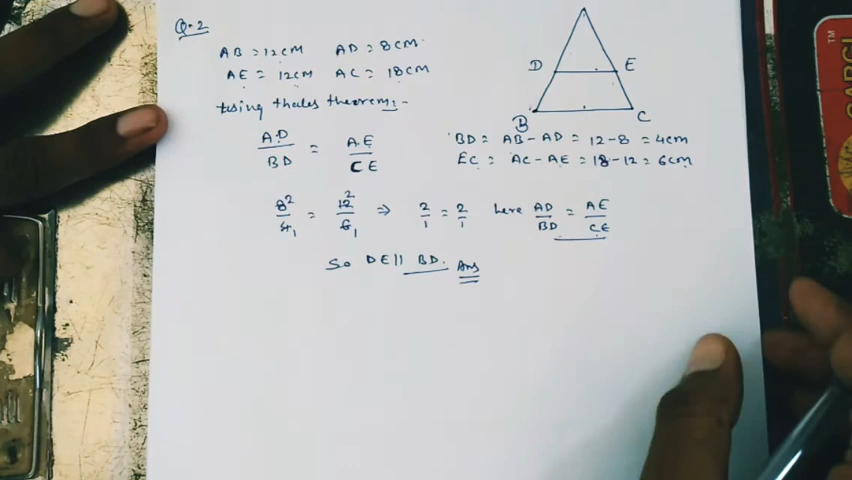 Q.2
AB = 12cm AD = 8cm
AE = 12cm AC = 18cm
using thales theorem:-
AD/BD = AE/CE
BD = AB - AD = 12-8 = 4cm
EC = AC - AE = 18-12 = 6cm
8²/4₁ = 12²/6₁ ⇒ 2/1 = 2/1 here AD/BD = AE/CE
So DE|| BD. Ans
D E
B C
TM